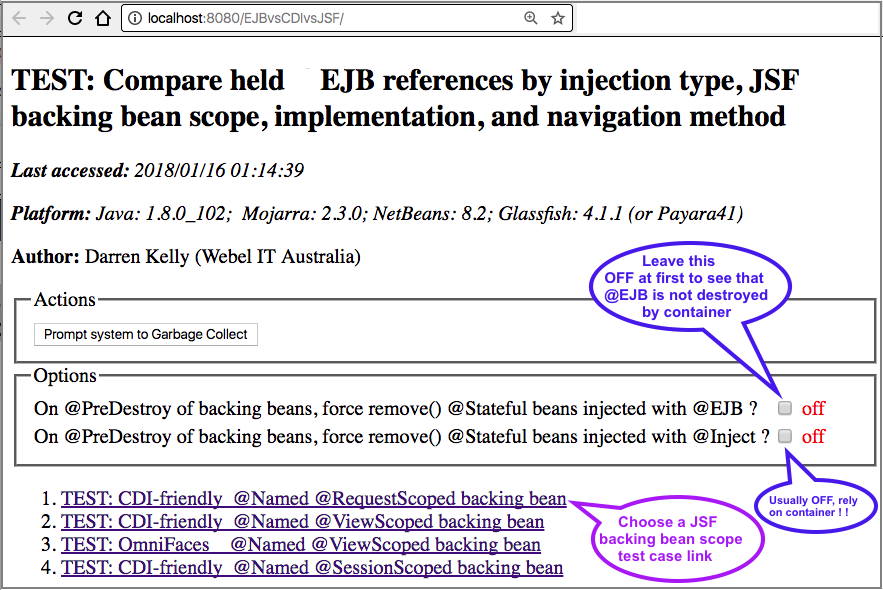 localhost:8080/EJBvsCDIvsJSF/
TEST: Compare held EJB references by injection type, JSF
backing bean scope, implementation, and navigation method
Last accessed: 2018/01/16 01:14:39
Platform: Java: 1.8.0_102; Mojarra: 2.3.0; NetBeans: 8.2; Glassfish: 4.1.1 (or Payara41)
Author: Darren Kelly (Webel IT Australia)
Leave this
OFF at first to see that
@EJB is not destroyed
by container
Actions
Prompt system to Garbage Collect
Options
On @PreDestroy of backing beans, force remove() @Stateful beans injected with @EJB ? off
On @PreDestroy of backing beans, force remove() @Stateful beans injected with @Inject ? off
1. TEST: CDI-friendly @Named @RequestScoped backing bean
2. TEST: CDI-friendly @Named @ViewScoped backing bean
3. TEST: OmniFaces @Named @ViewScoped backing bean
4. TEST: CDI-friendly @Named @SessionScoped backing bean
Usually OFF, rely
on container ! !
Choose a JSF
backing bean scope
test case link